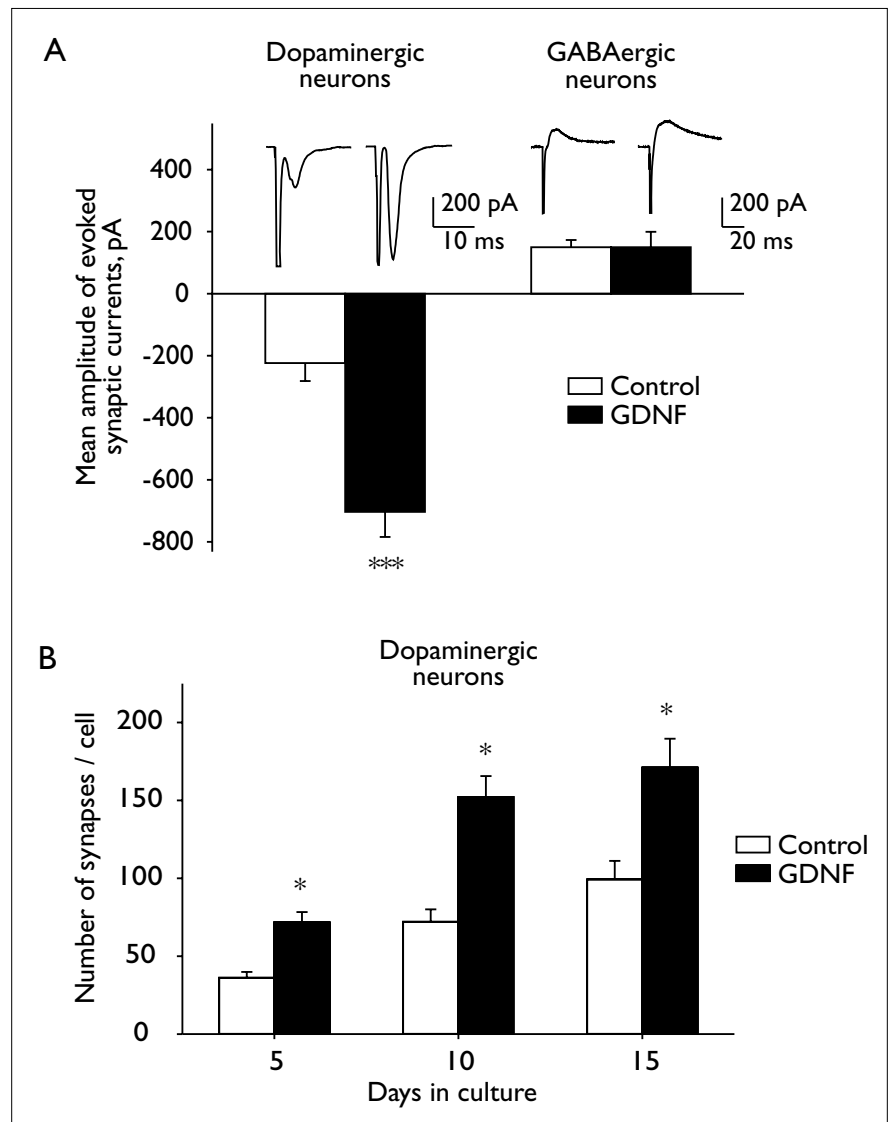 A
Dopaminergic
neurons
GABAergic
neurons
Mean amplitude of evoked
synaptic currents, pA
400
200
0
-200
-400
-600
-800
200 pA
10 ms
200 pA
20 ms
Control
GDNF
***
B
Dopaminergic
neurons
Number of synapses / cell
200
150
100
50
0
*
*
*
Control
GDNF
5
10
15
Days in culture